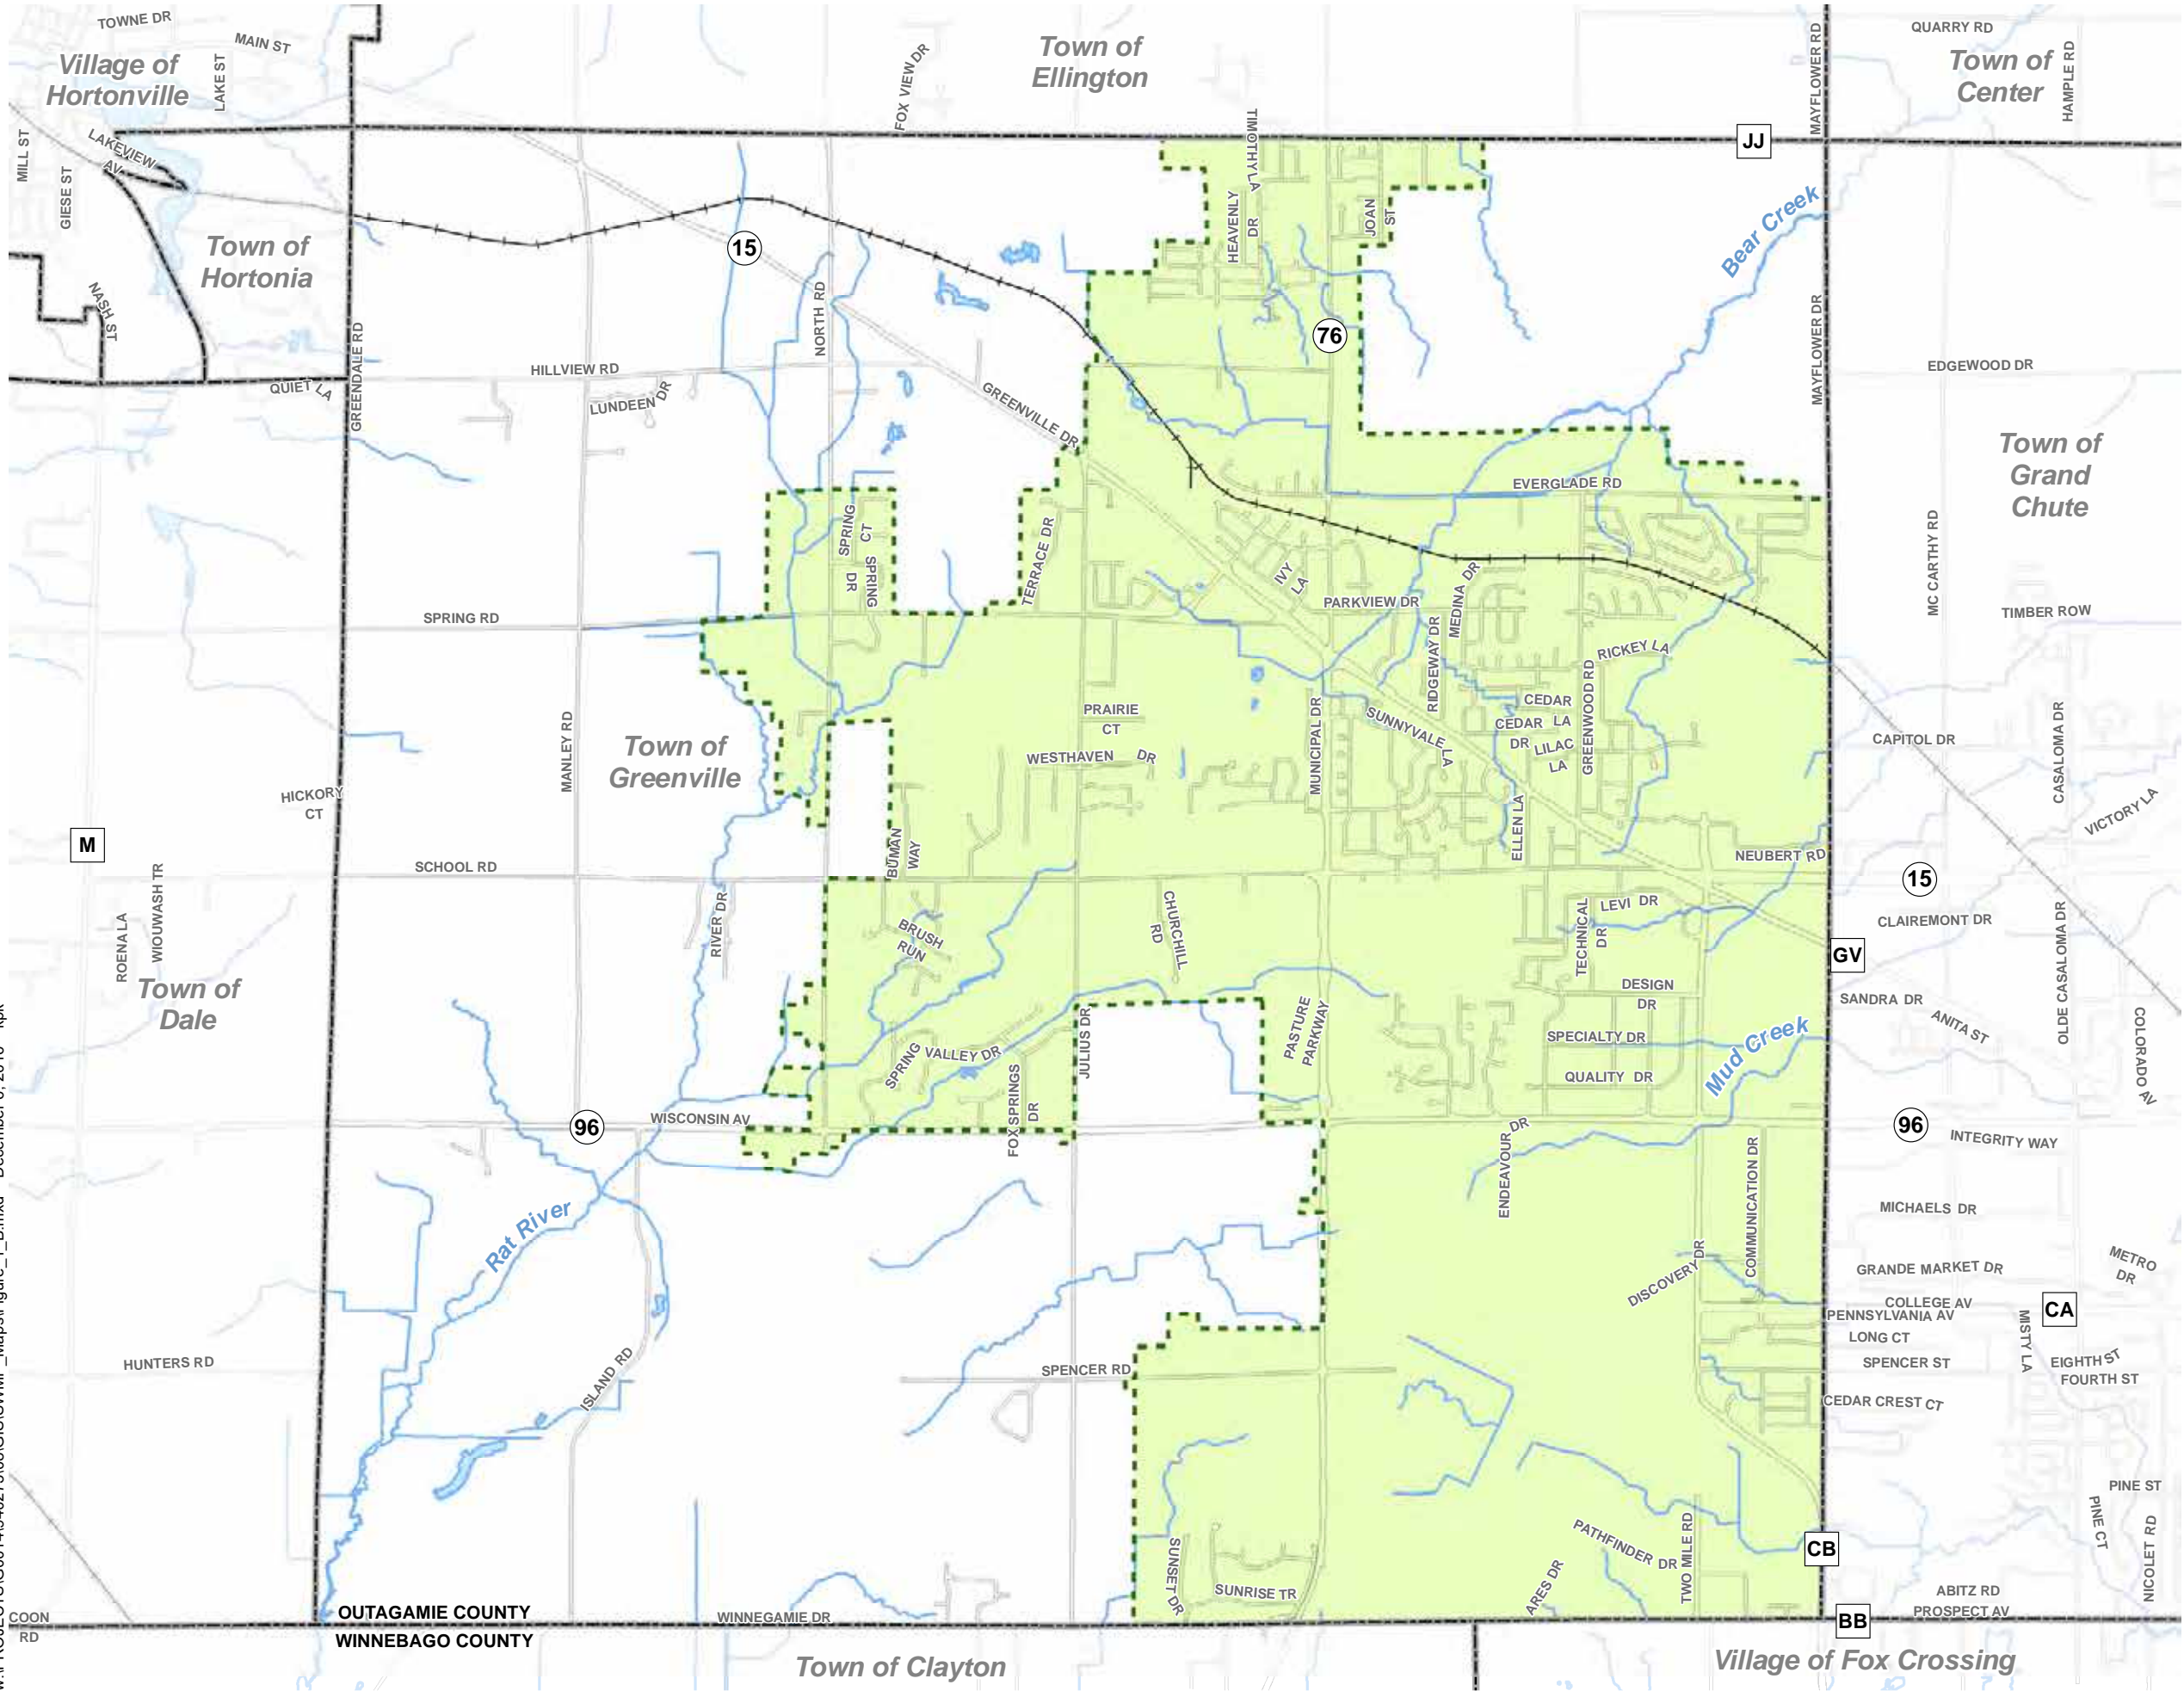 TOWNE DR
MAIN ST
Village of
Hortonville
LAKE ST
FOX VIEW DR
Town of
Ellington
MAYFLOWER RD
QUARRY RD
Town of
Center
HAMPLE RD
MILL ST
LAKEVIEW
AV
GIESE ST
TIMOTHY LA
JJ
HEAVENLY
DR
JOAN
ST
Bear Creek
Town of
Hortonia
15
NASH ST
NORTH RD
76
GREENDALE RD
MAYFLOWER DR
HILLVIEW RD
EDGEWOOD DR
QUIET LA
LUNDEEN DR
GREENVILLE DR
Town of
Grand
Chute
EVERGLADE RD
SPRING
CT
SPRING
DR
TERRACE DR
MC CARTHY RD
IVY
LA
MEDINA DR
PARKVIEW DR
TIMBER ROW
SPRING RD
RIDGEWAY DR
RICKEY LA
GREENWOOD RD
MANLEY RD
Town of
Greenville
PRAIRIE
CT
MUNICIPAL DR
SUNNYVALE
LA
CEDAR
CEDAR LA
DR
LILAC
LA
CAPITOL DR
CASALOMA DR
WESTHAVEN DR
HICKORY
CT
VICTORY LA
M
BUMAN
WAY
ELLEN LA
NEUBERT RD
SCHOOL RD
15
ROENA LA
WIOUWASH TR
RIVER DR
BRUSH
RUN
CHURCHILL
RD
TECHNICAL
DR
LEVI DR
CLAIREMONT DR
OLDE CASALOMA DR
GV
Town of
Dale
DESIGN
DR
SANDRA DR
ANITA ST
PASTURE
PARKWAY
JULIUS DR
SPECIALTY DR
Mud Creek
COLORADO AV
SPRING
VALLEY DR
QUALITY DR
FOX SPRINGS
DR
WISCONSIN AV
96
96
ENDEAVOUR DR
INTEGRITY WAY
COMMUNICATION DR
Rat River
MICHAELS DR
DISCOVERY DR
GRANDE MARKET DR
METRO
DR
COLLEGE AV
PENNSYLVANIA AV
CA
LONG CT
MISTY LA
HUNTERS RD
ISLAND RD
SPENCER RD
SPENCER ST
EIGHTH ST
FOURTH ST
CEDAR CREST CT
PINE ST
PINE CT
NICOLET RD
SUNSET DR
SUNRISE TR
ARES DR
PATHFINDER DR
TWO MILE RD
CB
ABITZ RD
PROSPECT AV
COON
RD
OUTAGAMIE COUNTY
WINNEBAGO COUNTY
WINNEGAMIE DR
BB
Town of Clayton
Village of Fox Crossing